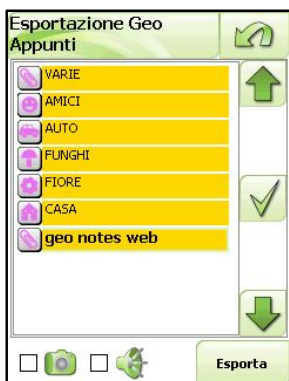 Esportazione Geo
Appunti
VARIE
AMICI
AUTO
FUNGHI
FIORE
CASA
geo notes web
Esporta